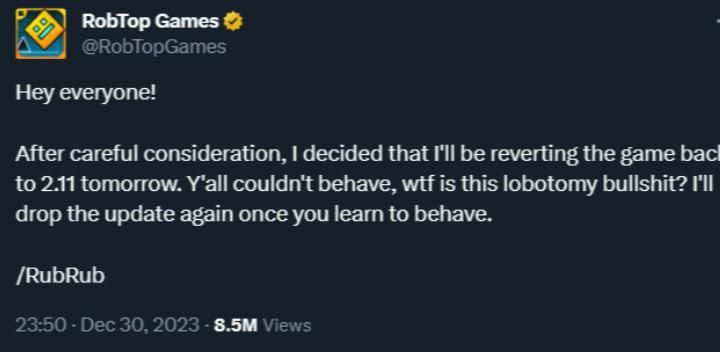 RobTop Games
@RobTopGames
Hey everyone!
After careful consideration, I decided that I'll be reverting the game bac
to 2.11 tomorrow. Y'all couldn't behave, wtf is this lobotomy bullshit? I'll
drop the update again once you learn to behave.
/RubRub
23:50 · Dec 30, 2023 · 8.5M Views